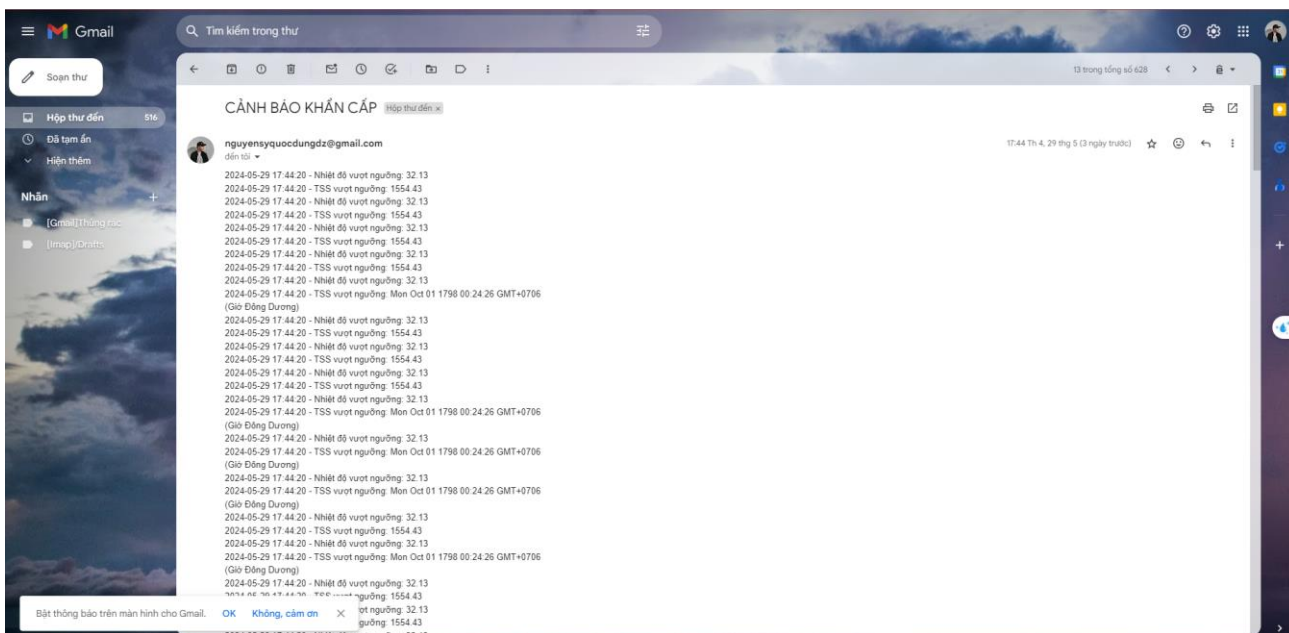 Gmail
Tìm kiếm trong thư
Soạn thư
13 trong tổng số 628
Hộp thư đến 516
Đã tạm ẩn
Hiện thêm
Nhãn
[Gmail]Thùng rác
[Imap]/Drafts
CẢNH BÁO KHẨN CẤP Hộp thư đến x
nguyensyquocdungdz@gmail.com
17:44 Th 4, 29 thg 5 (3 ngày trước)
đến tôi
2024-05-29 17:44:20 - Nhiệt độ vượt ngưỡng: 32.13
2024-05-29 17:44:20 - TSS vượt ngưỡng: 1554.43
2024-05-29 17:44:20 - Nhiệt độ vượt ngưỡng: 32.13
2024-05-29 17:44:20 - TSS vượt ngưỡng: 1554.43
2024-05-29 17:44:20 - Nhiệt độ vượt ngưỡng: 32.13
2024-05-29 17:44:20 - TSS vượt ngưỡng: 1554.43
2024-05-29 17:44:20 - Nhiệt độ vượt ngưỡng: 32.13
2024-05-29 17:44:20 - TSS vượt ngưỡng: 1554.43
2024-05-29 17:44:20 - Nhiệt độ vượt ngưỡng: 32.13
2024-05-29 17:44:20 - TSS vượt ngưỡng: Mon Oct 01 1798 00:24:26 GMT+0706
(Giờ Đông Dương)
2024-05-29 17:44:20 - Nhiệt độ vượt ngưỡng: 32.13
2024-05-29 17:44:20 - TSS vượt ngưỡng: 1554.43
2024-05-29 17:44:20 - Nhiệt độ vượt ngưỡng: 32.13
2024-05-29 17:44:20 - TSS vượt ngưỡng: 1554.43
2024-05-29 17:44:20 - Nhiệt độ vượt ngưỡng: 32.13
2024-05-29 17:44:20 - TSS vượt ngưỡng: 1554.43
2024-05-29 17:44:20 - Nhiệt độ vượt ngưỡng: 32.13
2024-05-29 17:44:20 - TSS vượt ngưỡng: Mon Oct 01 1798 00:24:26 GMT+0706
(Giờ Đông Dương)
2024-05-29 17:44:20 - Nhiệt độ vượt ngưỡng: 32.13
2024-05-29 17:44:20 - TSS vượt ngưỡng: Mon Oct 01 1798 00:24:26 GMT+0706
(Giờ Đông Dương)
2024-05-29 17:44:20 - Nhiệt độ vượt ngưỡng: 32.13
2024-05-29 17:44:20 - TSS vượt ngưỡng: Mon Oct 01 1798 00:24:26 GMT+0706
(Giờ Đông Dương)
2024-05-29 17:44:20 - Nhiệt độ vượt ngưỡng: 32.13
2024-05-29 17:44:20 - TSS vượt ngưỡng: 1554.43
2024-05-29 17:44:20 - Nhiệt độ vượt ngưỡng: 32.13
2024-05-29 17:44:20 - TSS vượt ngưỡng: Mon Oct 01 1798 00:24:26 GMT+0706
(Giờ Đông Dương)
2024-05-29 17:44:20 - Nhiệt độ vượt ngưỡng: 32.13
ngưỡng: 1554.43
ngưỡng: 32.13
ngưỡng: 1554.43
Bật thông báo trên màn hình cho Gmail. OK Không, cảm ơn